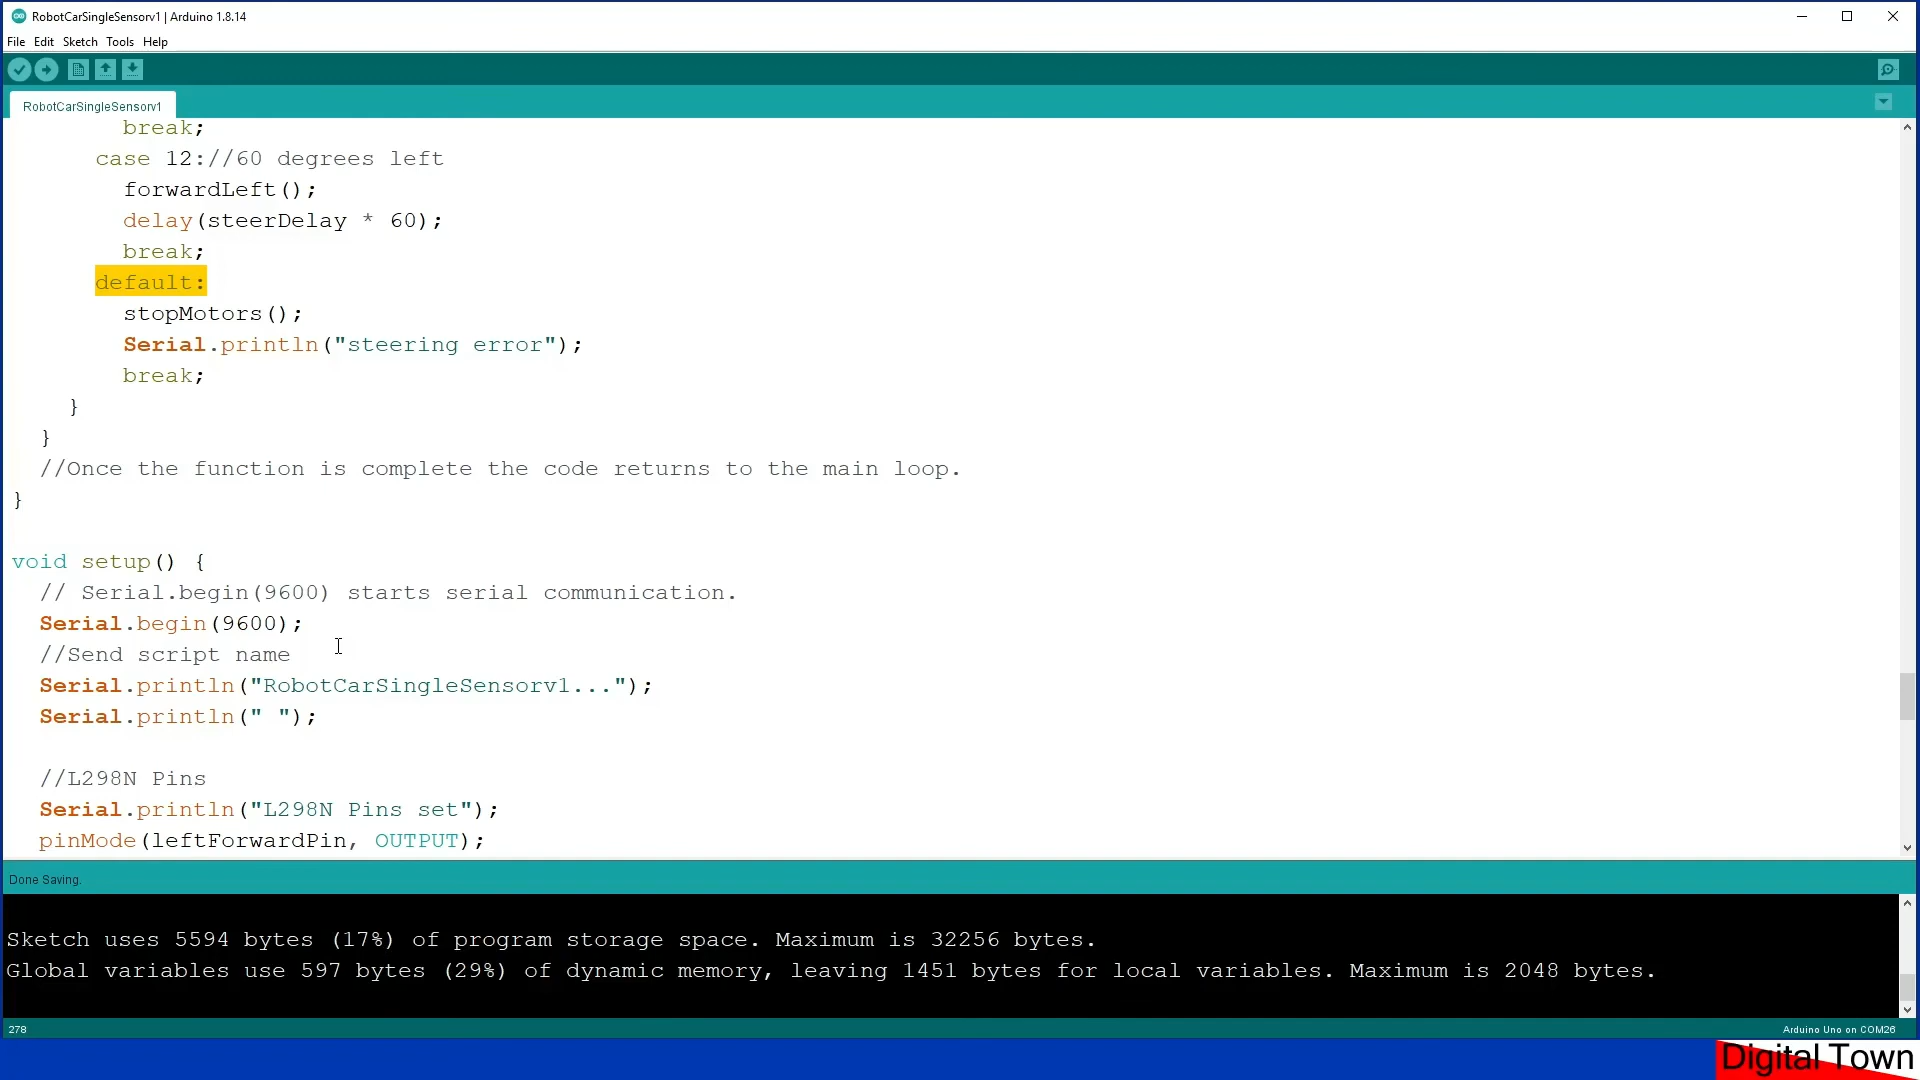 RobotCarSingleSensorv1 | Arduino 1.8.14
File Edit Sketch Tools Help
RobotCarSingleSensorv1
break;
case 12://60 degrees left
forwardLeft();
delay(steerDelay * 60);
break;
default:
stopMotors();
Serial.println("steering error");
break;
}
}
//Once the function is complete the code returns to the main loop.
}
void setup() {
// Serial.begin(9600) starts serial communication.
Serial.begin(9600);
//Send script name
Serial.println("RobotCarSingleSensorv1...");
Serial.println(" ");
//L298N Pins
Serial.println("L298N Pins set");
pinMode(leftForwardPin, OUTPUT);
Done Saving.
Sketch uses 5594 bytes (17%) of program storage space. Maximum is 32256 bytes.
Global variables use 597 bytes (29%) of dynamic memory, leaving 1451 bytes for local variables. Maximum is 2048 bytes.
278
Arduino Uno on COM26
Digital Town